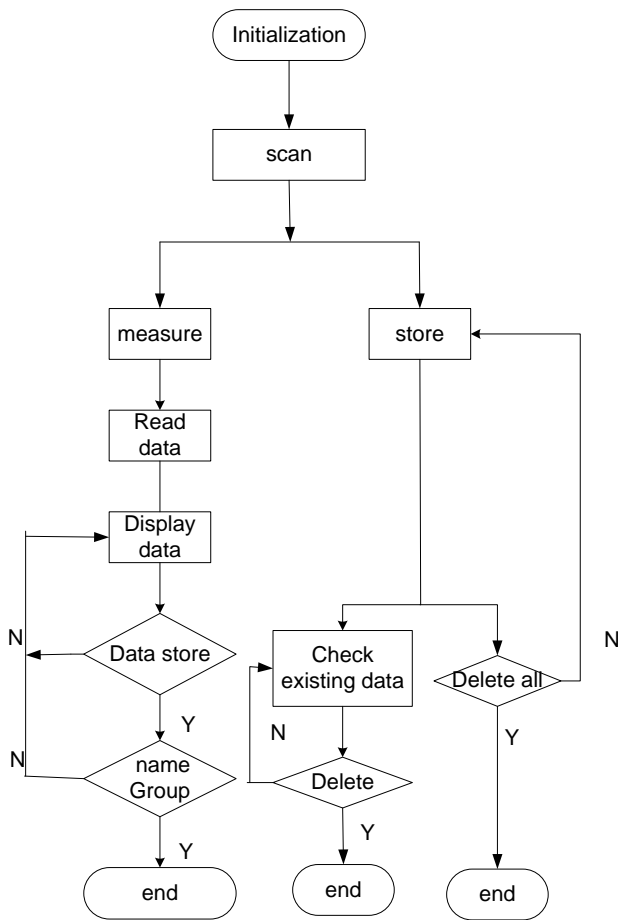 Initialization
scan
measure
store
Read
data
Display
data
N
Data store
Check
existing data
Delete all
N
Y
N
Y
N
name
Group
Delete
Y
Y
end
end
end